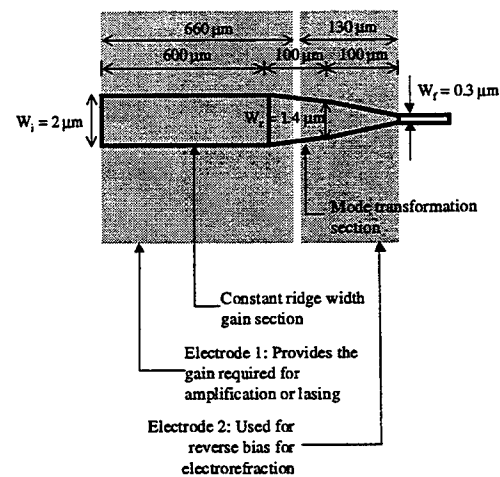 660 µm
130 µm
600 µm
100 µm
100 µm
Wᵢ = 2 µm
Wᵣ = 1.4 µm
W_f = 0.3 µm
Mode transformation
section
Constant ridge width
gain section
Electrode 1: Provides the
gain required for
amplification or lasing
Electrode 2: Used for
reverse bias for
electrorefraction